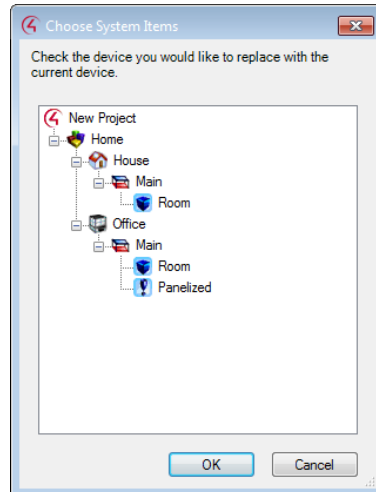 Choose System Items
Check the device you would like to replace with the
current device.
New Project
Home
House
Main
Room
Office
Main
Room
Panelized
OK
Cancel